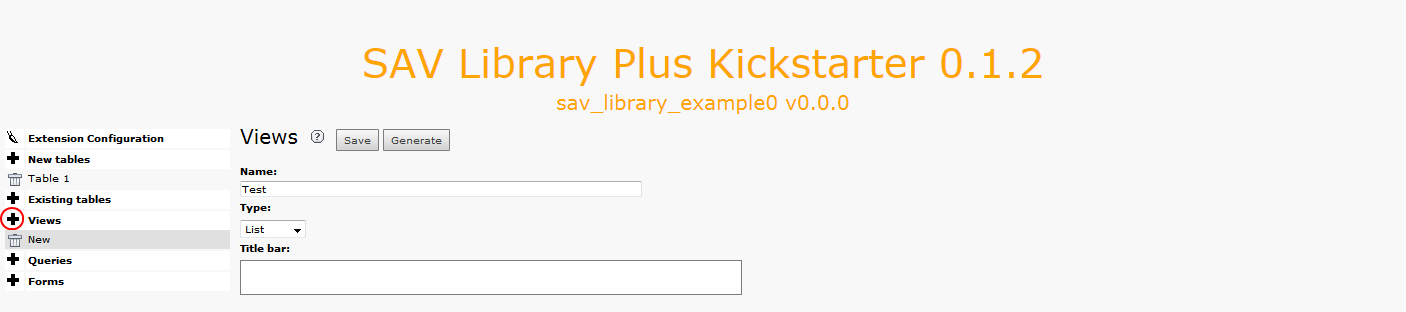 SAV Library Plus Kickstarter 0.1.2
sav_library_example0 v0.0.0
Extension Configuration
New tables
Table 1
Existing tables
Views
New
Queries
Forms
Views ? Save Generate
Name:
Test
Type:
List
Title bar: